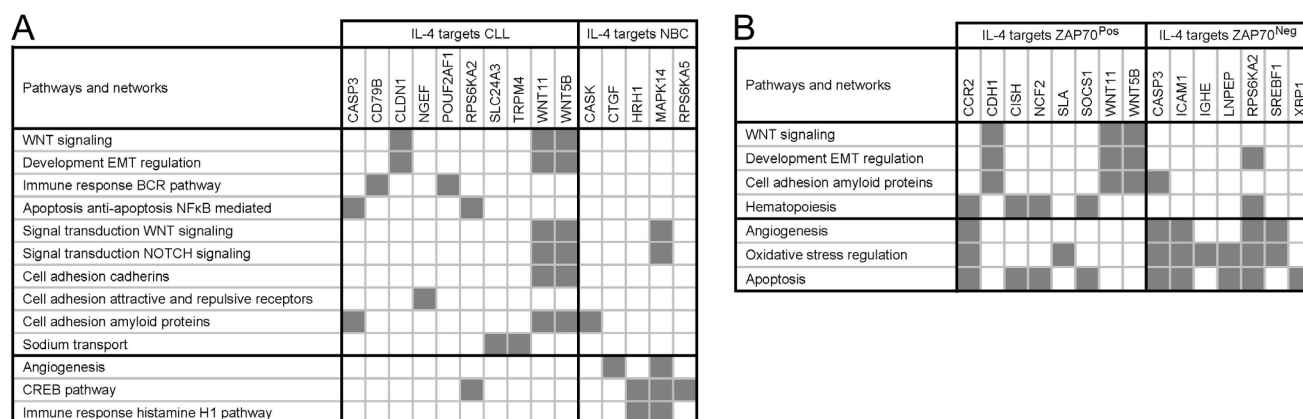 A
IL-4 targets CLL
IL-4 targets NBC
Pathways and networks
CASP3
CD79B
CLDN1
NGEF
POUF2AF1
RPS6KA2
SLC24A3
TRPM4
WNT11
WNT5B
CASK
CTGF
HRH1
MAPK14
RPS6KA5
WNT signaling
Development EMT regulation
Immune response BCR pathway
Apoptosis anti-apoptosis NFκB mediated
Signal transduction WNT signaling
Signal transduction NOTCH signaling
Cell adhesion cadherins
Cell adhesion attractive and repulsive receptors
Cell adhesion amyloid proteins
Sodium transport
Angiogenesis
CREB pathway
Immune response histamine H1 pathway
B
IL-4 targets ZAP70Pos
IL-4 targets ZAP70Neg
Pathways and networks
CCR2
CDH1
CISH
NCF2
SLA
SOCS1
WNT11
WNT5B
CASP3
ICAM1
IGHE
LNPEP
RPS6KA2
SREBF1
XBP1
WNT signaling
Development EMT regulation
Cell adhesion amyloid proteins
Hematopoiesis
Angiogenesis
Oxidative stress regulation
Apoptosis